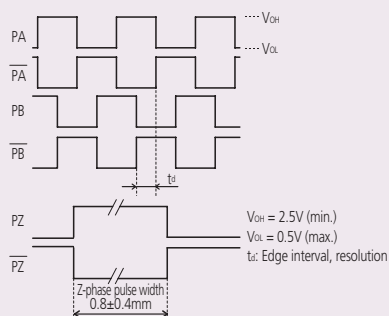 PA
VOH
VOL
PA
PB
PB
td
PZ
PZ
VOH = 2.5V (min.)
VOL = 0.5V (max.)
td: Edge interval, resolution
Z-phase pulse width
0.8±0.4mm